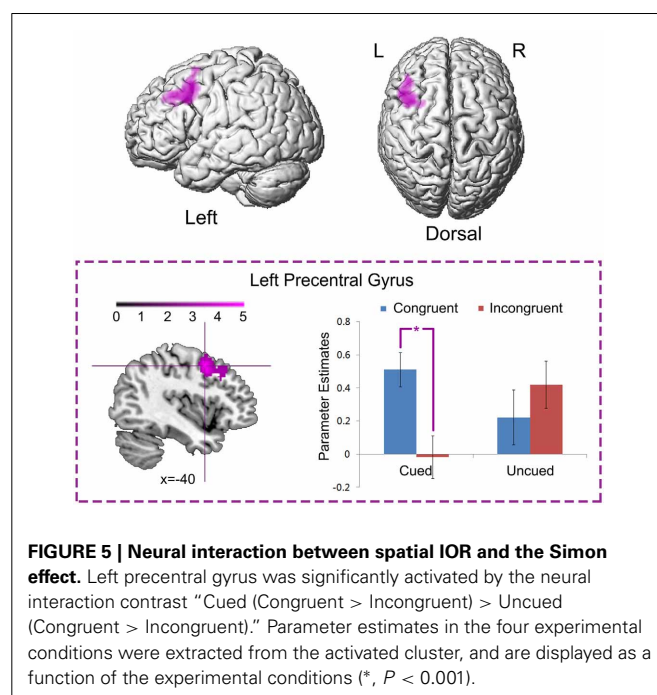 L
R
Left
Dorsal
Left Precentral Gyrus
0 1 2 3 4 5
x=-40
Congruent
Incongruent
Parameter Estimates
0.8
0.6
0.4
0.2
0
-0.2
*
Cued
Uncued
FIGURE 5 | Neural interaction between spatial IOR and the Simon
effect. Left precentral gyrus was significantly activated by the neural
interaction contrast “Cued (Congruent > Incongruent) > Uncued
(Congruent > Incongruent).” Parameter estimates in the four experimental
conditions were extracted from the activated cluster, and are displayed as a
function of the experimental conditions (*, P < 0.001).